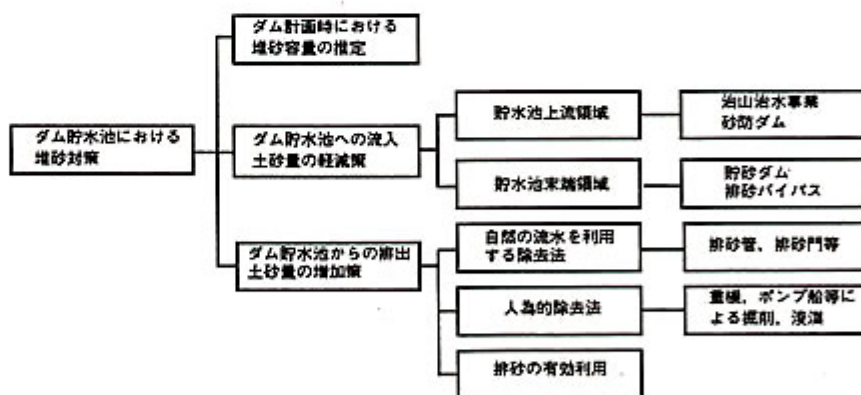 ダム計画時における
堆砂容量の推定
ダム貯水池における
堆砂対策
ダム貯水池への流入
土砂量の軽減策
貯水池上流領域
治山治水事業
砂防ダム
貯水池末端領域
貯砂ダム
排砂バイパス
ダム貯水池からの排出
土砂量の増加策
自然の流水を利用
する除去法
排砂管、排砂門等
人為的除去法
重機、ポンプ船等
による掘削、浚渫
排砂の有効利用